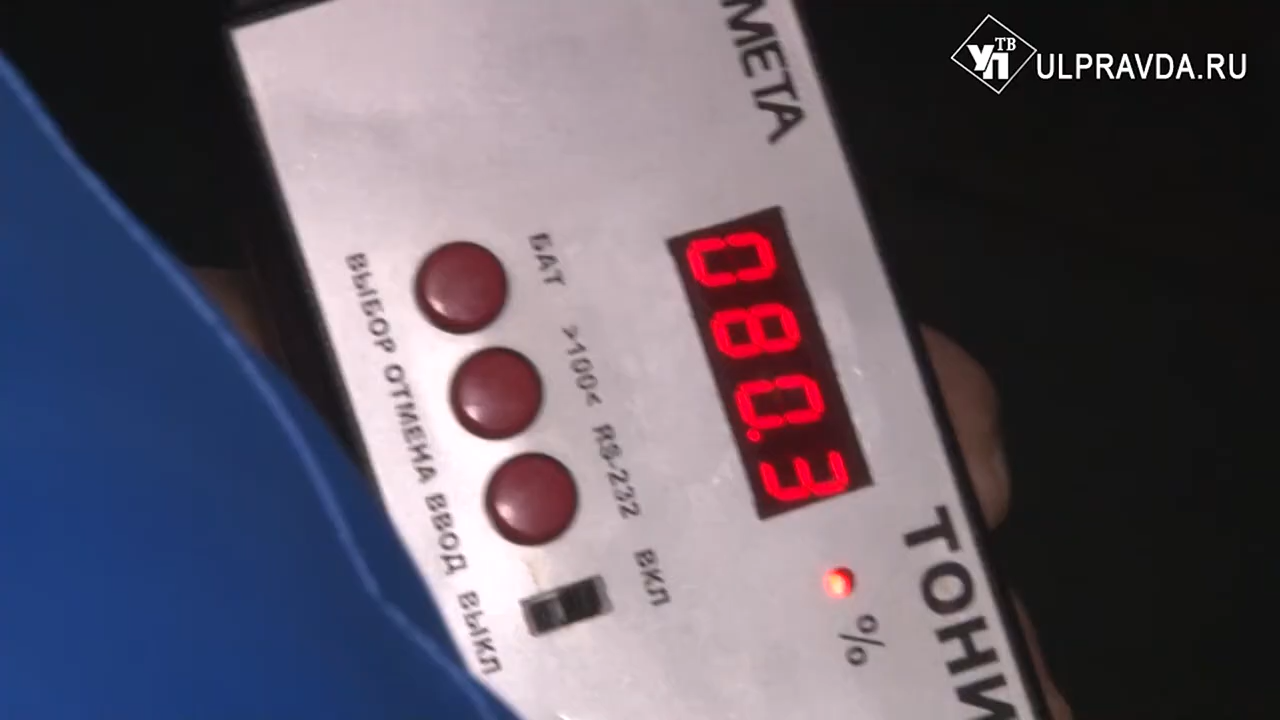 УП ТВ
ULPRAVDA.RU
МЕТА
ТОНИ
080.3
%
БАТ >100< RS-232 ВКЛ
ВЫБОР ОТМЕНА ВВОД ВЫКЛ